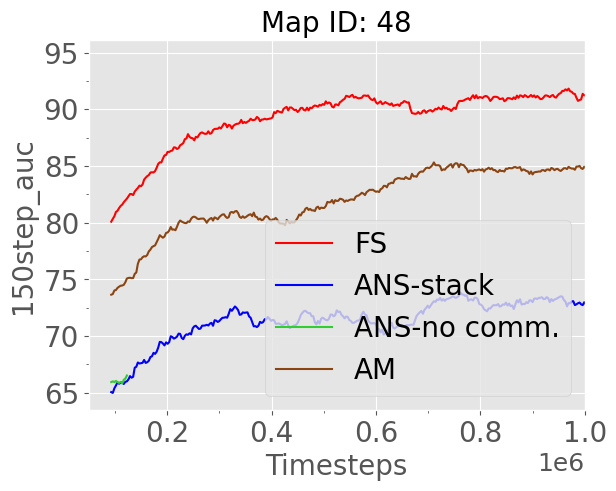 Map ID: 48
150step_auc
95
90
85
80
75
70
65
FS
ANS-stack
ANS-no comm.
AM
0.2 0.4 0.6 0.8 1.0
Timesteps
1e6